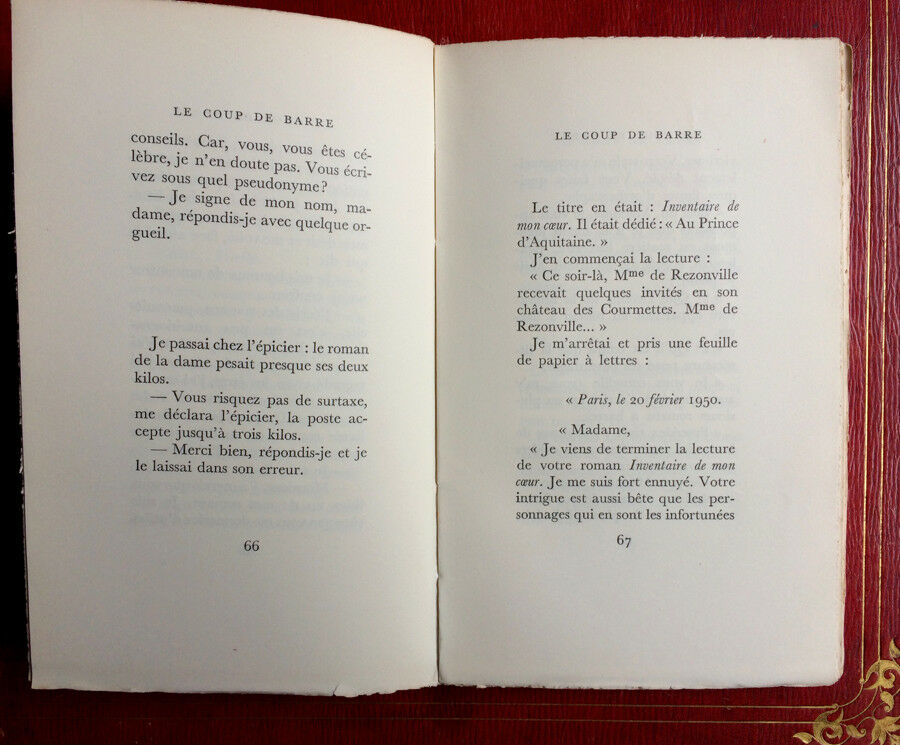 LE COUP DE BARRE
conseils. Car, vous, vous êtes cé-
lèbre, je n'en doute pas. Vous écri-
vez sous quel pseudonyme?
— Je signe de mon nom, ma-
dame, répondis-je avec quelque or-
gueil.
Je passai chez l'épicier : le roman
de la dame pesait presque ses deux
kilos.
— Vous risquez pas de surtaxe,
me déclara l'épicier, la poste ac-
cepte jusqu'à trois kilos.
— Merci bien, répondis-je et je
le laissai dans son erreur.
66
LE COUP DE BARRE
Le titre en était : Inventaire de
mon cœur. Il était dédié : « Au Prince
d'Aquitaine. »
J'en commençai la lecture :
« Ce soir-là, Mme de Rezonville
recevait quelques invités en son
château des Courmettes. Mme de
Rezonville... »
Je m'arrêtai et pris une feuille
de papier à lettres :
« Paris, le 20 février 1950.
« Madame,
« Je viens de terminer la lecture
de votre roman Inventaire de mon
cœur. Je me suis fort ennuyé. Votre
intrigue est aussi bête que les per-
sonnages qui en sont les infortunées
67